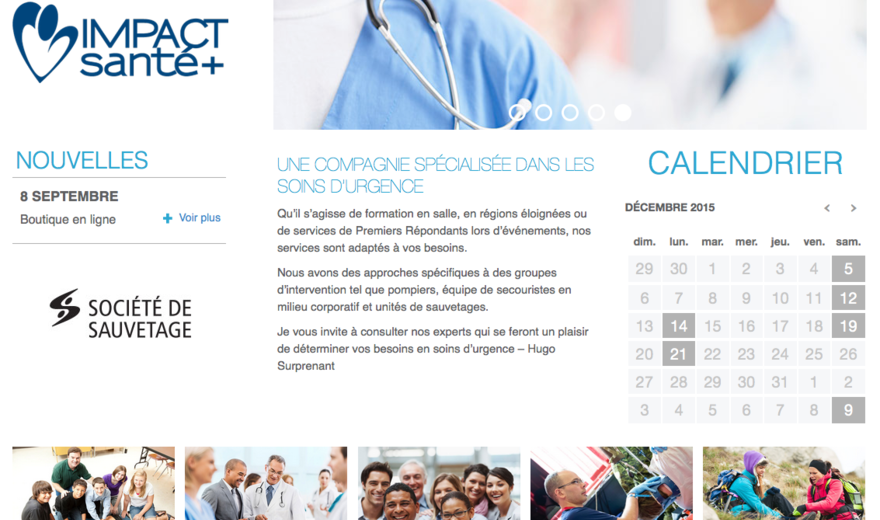 IMPACT
santé+
NOUVELLES
8 SEPTEMBRE
Boutique en ligne
+ Voir plus
SOCIÉTÉ DE
SAUVETAGE
UNE COMPAGNIE SPÉCIALISÉE DANS LES
SOINS D'URGENCE
Qu'il s'agisse de formation en salle, en régions éloignées ou
de services de Premiers Répondants lors d'événements, nos
services sont adaptés à vos besoins.
Nous avons des approches spécifiques à des groupes
d'intervention tel que pompiers, équipe de secouristes en
milieu corporatif et unités de sauvetages.
Je vous invite à consulter nos experts qui se feront un plaisir
de déterminer vos besoins en soins d'urgence – Hugo
Surprenant
CALENDRIER
DÉCEMBRE 2015 < >
dim. lun. mar. mer. jeu. ven. sam.
29 30 1 2 3 4 5
6 7 8 9 10 11 12
13 14 15 16 17 18 19
20 21 22 23 24 25 26
27 28 29 30 31 1 2
3 4 5 6 7 8 9